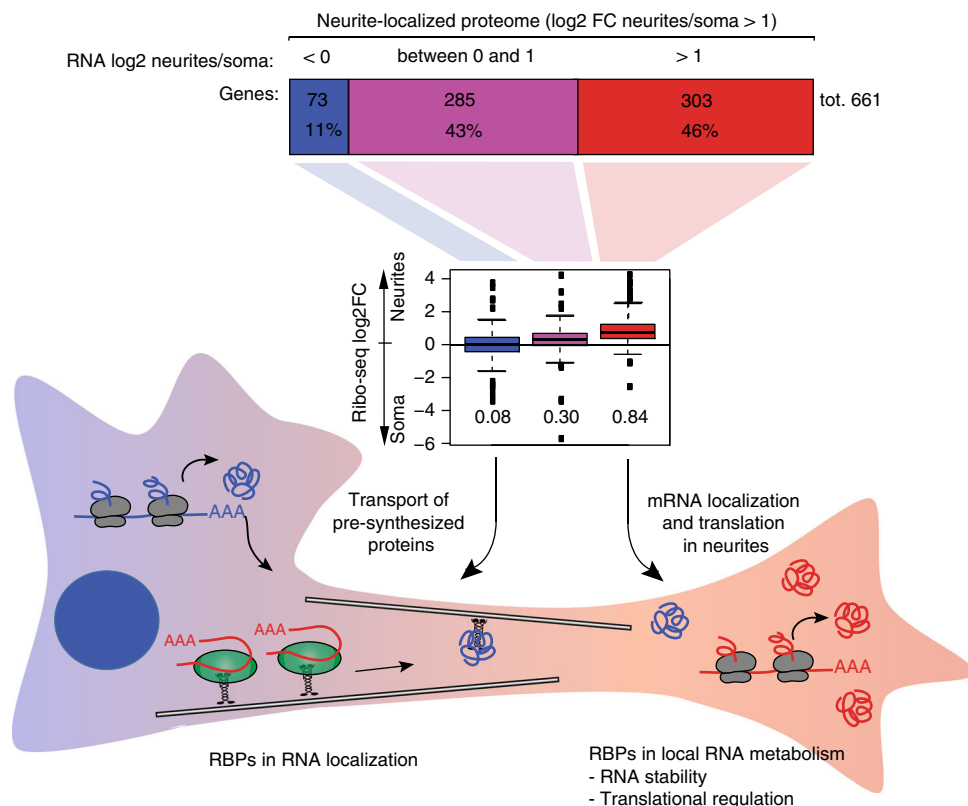 Neurite-localized proteome (log2 FC neurites/soma > 1)
RNA log2 neurites/soma: < 0 between 0 and 1 > 1
Genes: 73 285 303 tot. 661
11% 43% 46%
Ribo-seq log2FC
Neurites
Soma
4
2
0
−2
−4
−6
0.08 0.30 0.84
Transport of
pre-synthesized
proteins
mRNA localization
and translation
in neurites
AAA
AAA
AAA
AAA
RBPs in RNA localization
RBPs in local RNA metabolism
- RNA stability
- Translational regulation